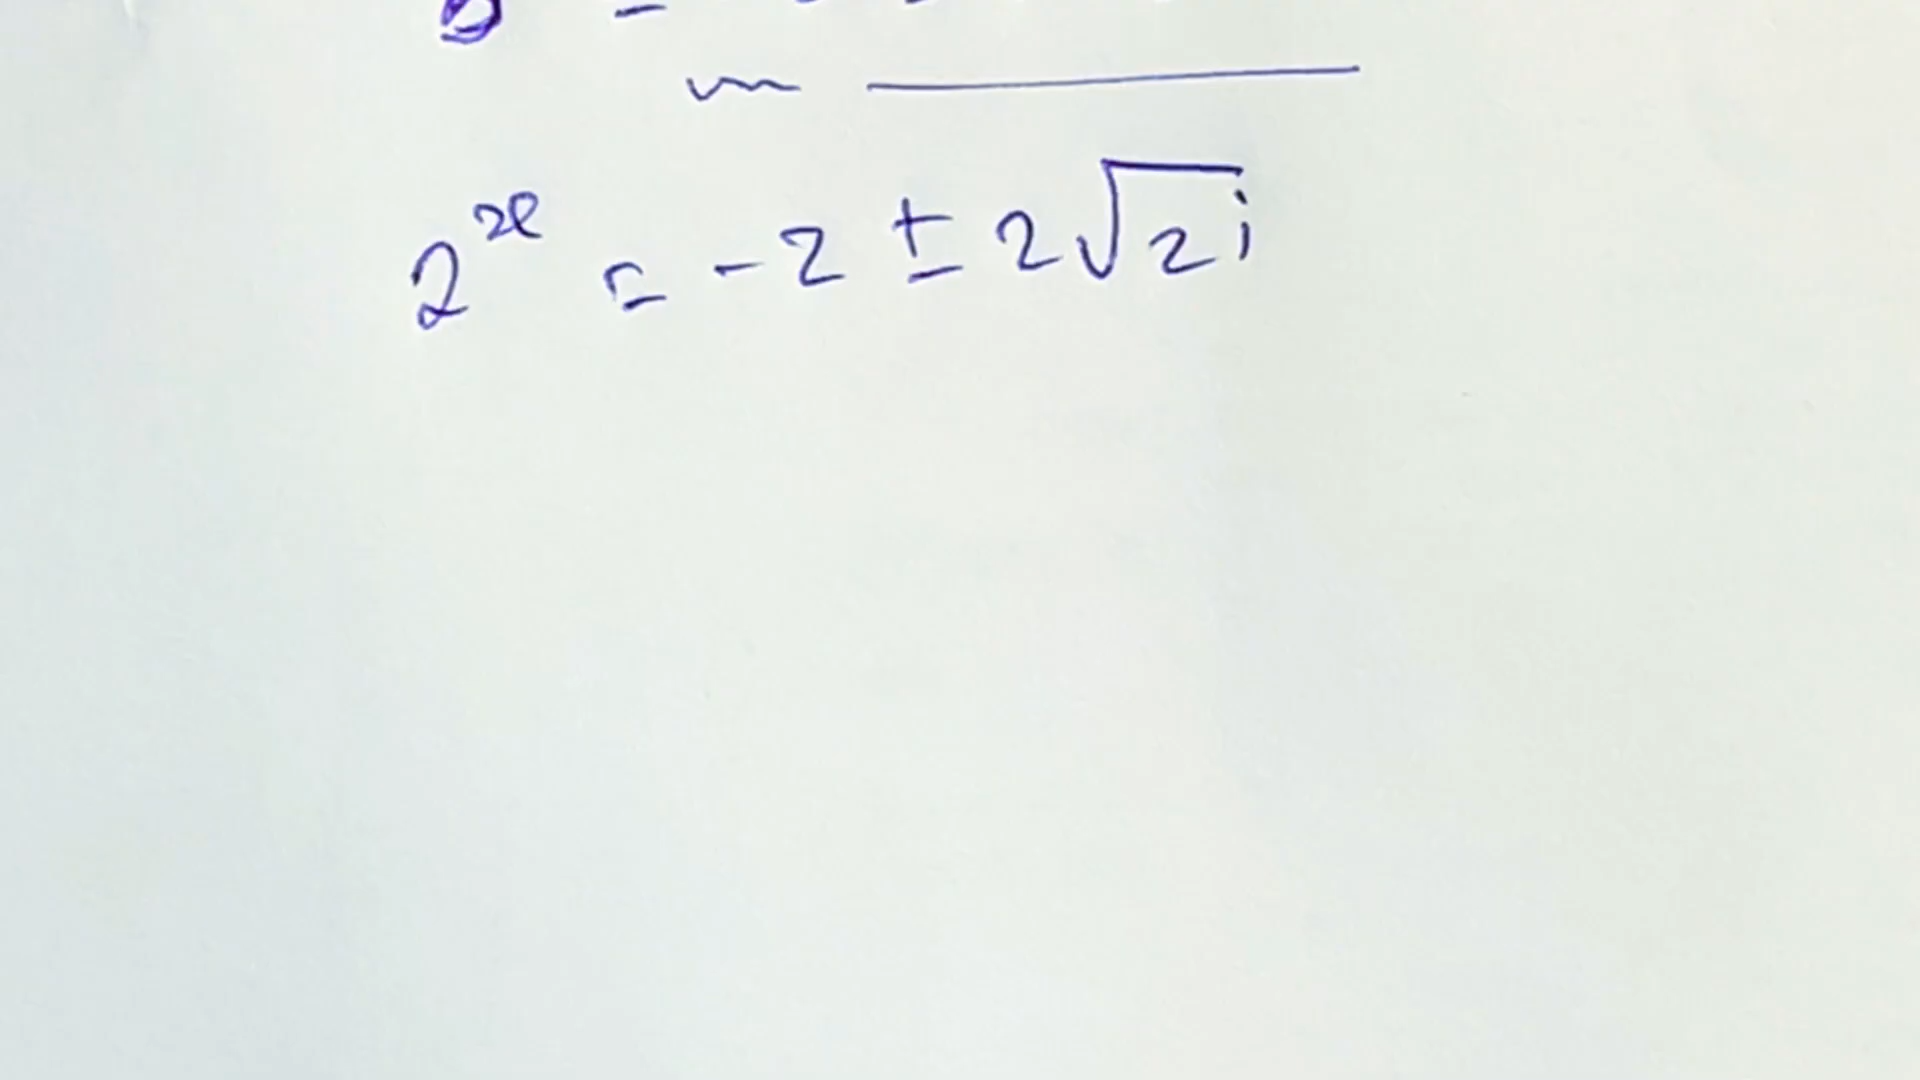 2^x = -2 ± 2√2i